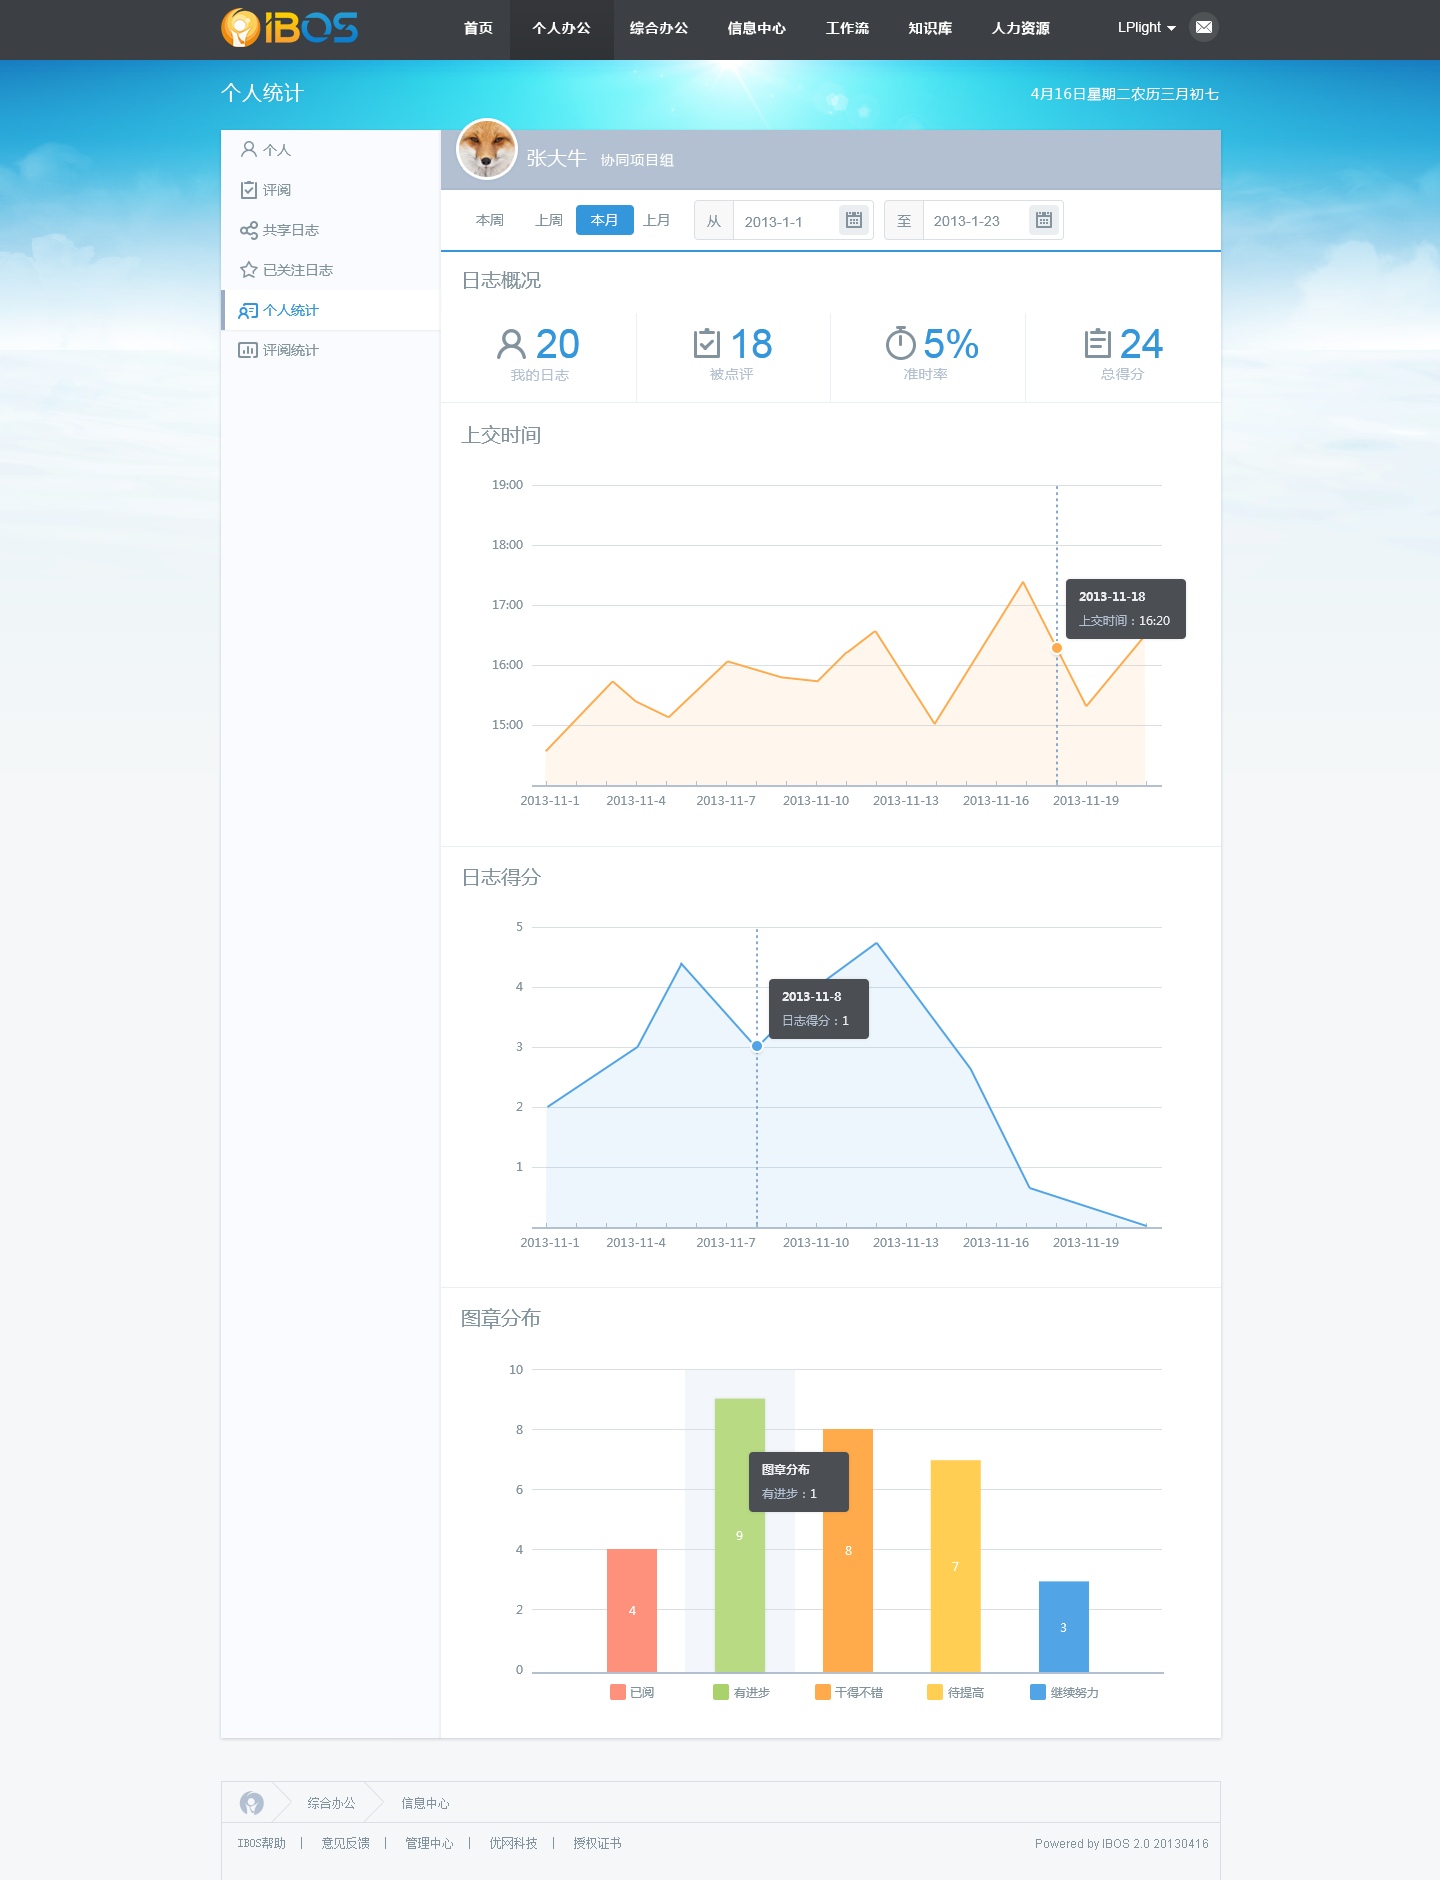 IBOS
首页 个人办公 综合办公 信息中心 工作流 知识库 人力资源 LPlight
个人统计 4月16日星期二农历三月初七
个人
评阅
共享日志
已关注日志
个人统计
评阅统计
张大牛 协同项目组
本周 上周 本月 上月 从 2013-1-1 至 2013-1-23
日志概况
20 18 5% 24
我的日志 被点评 准时率 总得分
上交时间
19:00
18:00
17:00
16:00
15:00
2013-11-18
上交时间：16:20
2013-11-1 2013-11-4 2013-11-7 2013-11-10 2013-11-13 2013-11-16 2013-11-19
日志得分
5
4
3
2
1
2013-11-8
日志得分：1
2013-11-1 2013-11-4 2013-11-7 2013-11-10 2013-11-13 2013-11-16 2013-11-19
图章分布
10
8
6
4
2
0
图章分布
有进步：1
4 9 8 7 3
已阅 有进步 干得不错 待提高 继续努力
综合办公 信息中心
IBOS帮助 | 意见反馈 | 管理中心 | 优网科技 | 授权证书 Powered by IBOS 2.0 20130416